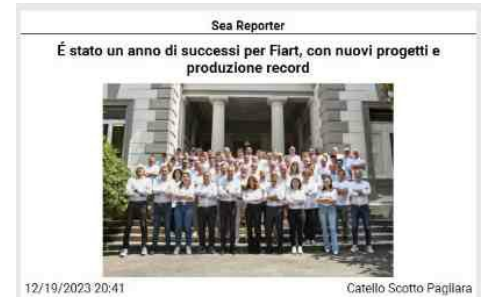 Sea Reporter
É stato un anno di successi per Fiart, con nuovi progetti e
produzione record
12/19/2023 20:41
Catello Scotto Pagliara